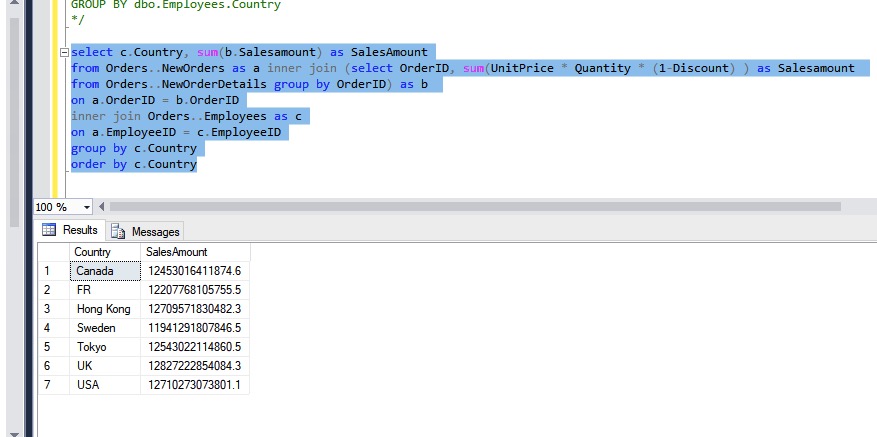 GROUP BY dbo.Employees.Country
*/
select c.Country, sum(b.Salesamount) as SalesAmount
from Orders..NewOrders as a inner join (select OrderID, sum(UnitPrice * Quantity * (1-Discount) ) as Salesamount
from Orders..NewOrderDetails group by OrderID) as b
on a.OrderID = b.OrderID
inner join Orders..Employees as c
on a.EmployeeID = c.EmployeeID
group by c.Country
order by c.Country
100 %
Results Messages
Country SalesAmount
1 Canada 12453016411874.6
2 FR 12207768105755.5
3 Hong Kong 12709571830482.3
4 Sweden 11941291807846.5
5 Tokyo 12543022114860.5
6 UK 12827222854084.3
7 USA 12710273073801.1